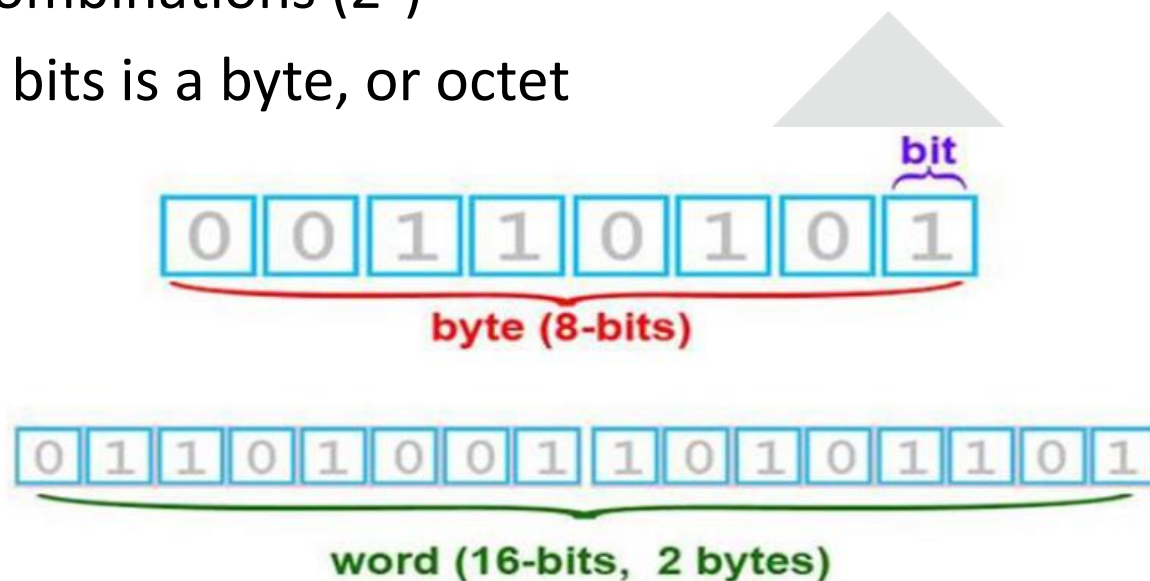 ombinations (2 )
bits is a byte, or octet
bit
0 0 1 1 0 1 0 1
byte (8-bits)
0 1 1 0 1 0 0 1 1 0 1 0 1 1 0 1
word (16-bits, 2 bytes)